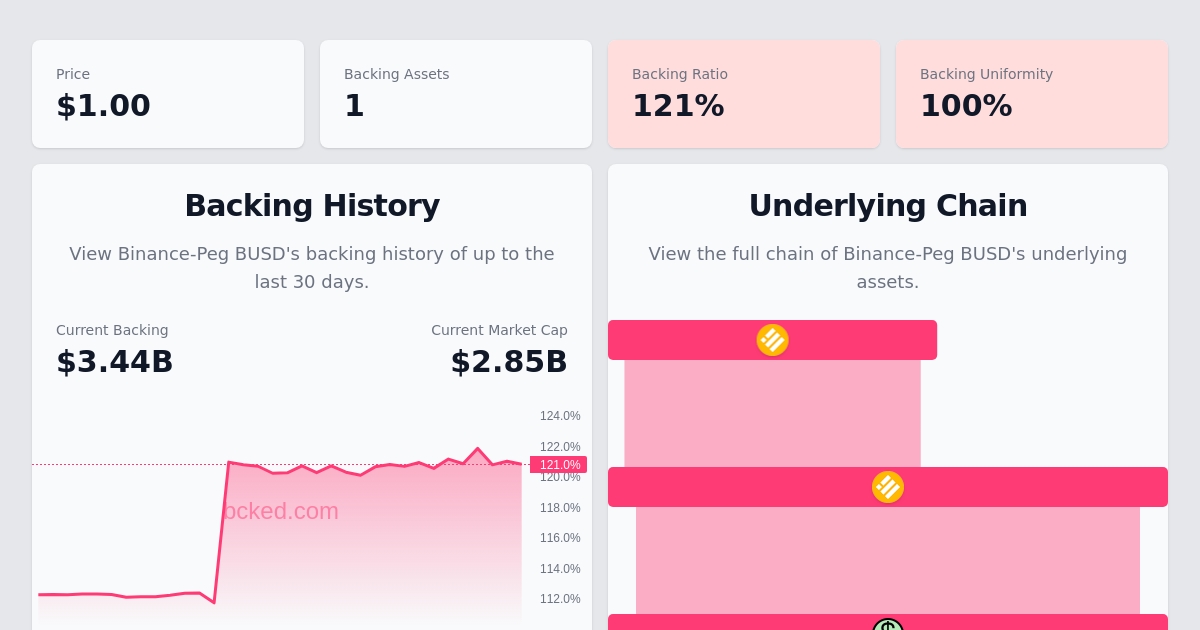 Price
$1.00
Backing Assets
1
Backing Ratio
121%
Backing Uniformity
100%
Backing History
View Binance-Peg BUSD's backing history of up to the
last 30 days.
Current Backing
$3.44B
Current Market Cap
$2.85B
124.0%
122.0%
121.0%
120.0%
118.0%
116.0%
114.0%
112.0%
ocked.com
Underlying Chain
View the full chain of Binance-Peg BUSD's underlying
assets.
$